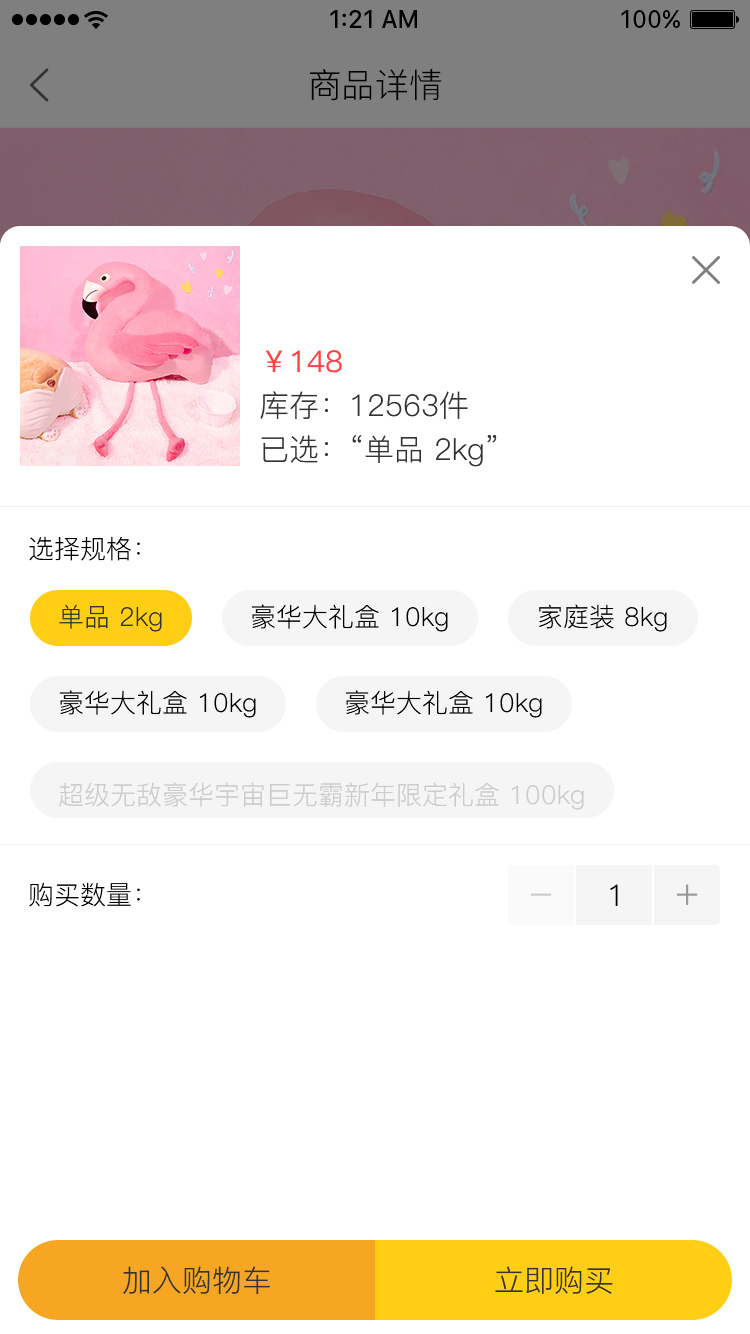 1:21 AM 100%
商品详情
￥148
库存：12563件
已选：“单品 2kg”
选择规格：
单品 2kg 豪华大礼盒 10kg 家庭装 8kg
豪华大礼盒 10kg 豪华大礼盒 10kg
超级无敌豪华宇宙巨无霸新年限定礼盒 100kg
购买数量： － 1 ＋
加入购物车 立即购买